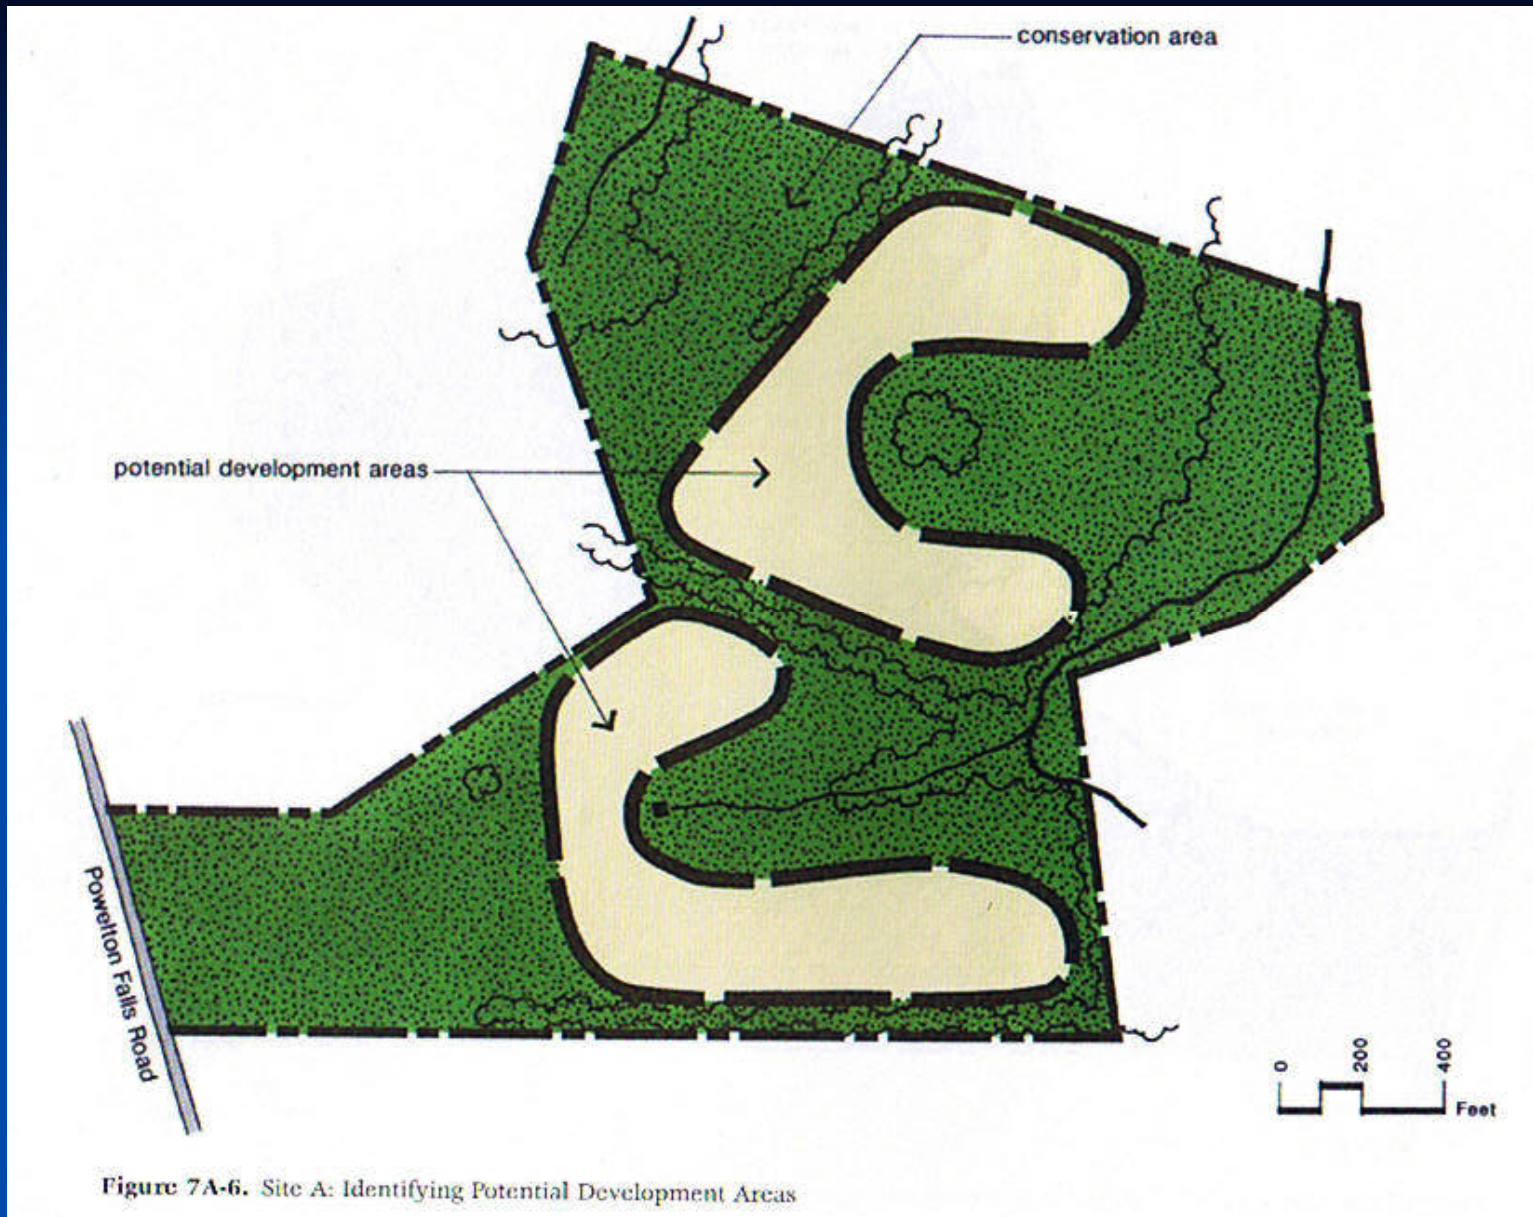 conservation area
potential development areas
Powelton Falls Road
0 200 400
Feet
Figure 7A-6. Site A: Identifying Potential Development Areas